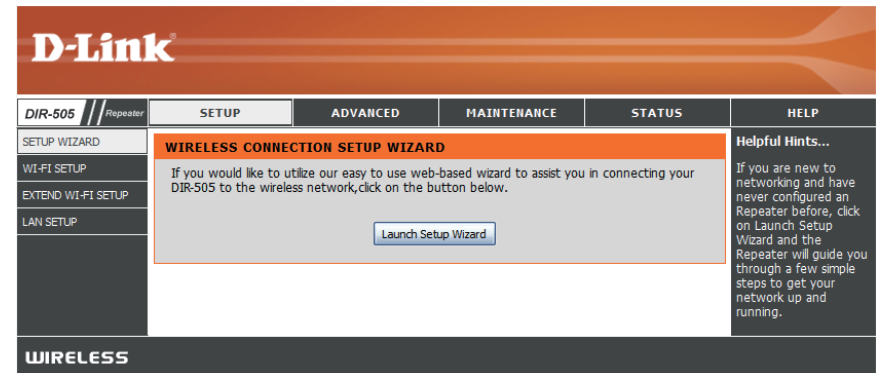 D-Link®
DIR-505 Repeater SETUP ADVANCED MAINTENANCE STATUS HELP
SETUP WIZARD
WI-FI SETUP
EXTEND WI-FI SETUP
LAN SETUP
WIRELESS CONNECTION SETUP WIZARD
If you would like to utilize our easy to use web-based wizard to assist you in connecting your
DIR-505 to the wireless network,click on the button below.
Launch Setup Wizard
Helpful Hints...
If you are new to
networking and have
never configured an
Repeater before, click
on Launch Setup
Wizard and the
Repeater will guide you
through a few simple
steps to get your
network up and
running.
WIRELESS